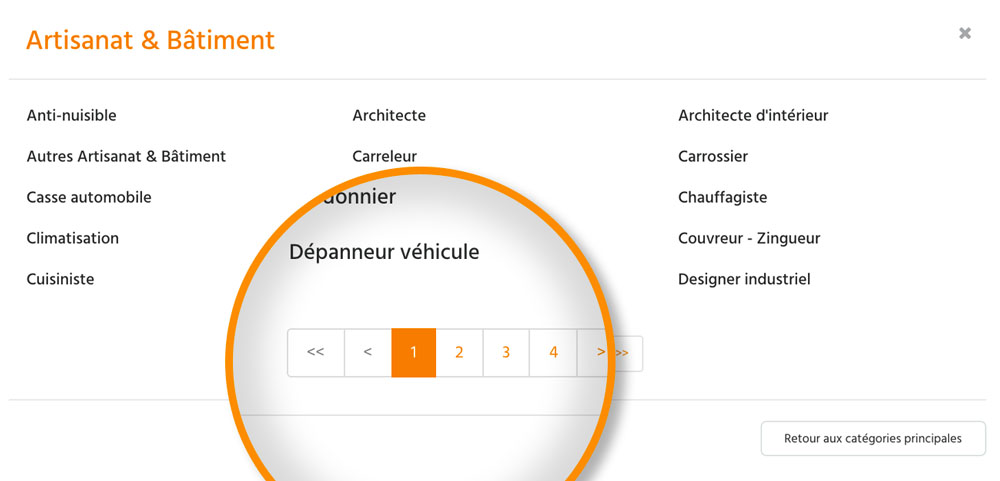 Artisanat & Bâtiment
×
Anti-nuisible
Architecte
Architecte d'intérieur
Autres Artisanat & Bâtiment
Carreleur
Carrossier
Casse automobile
donnier
Chauffagiste
Climatisation
Dépanneur véhicule
Couvreur - Zingueur
Cuisiniste
Designer industriel
<< < 1 2 3 4 > >>
Retour aux catégories principales